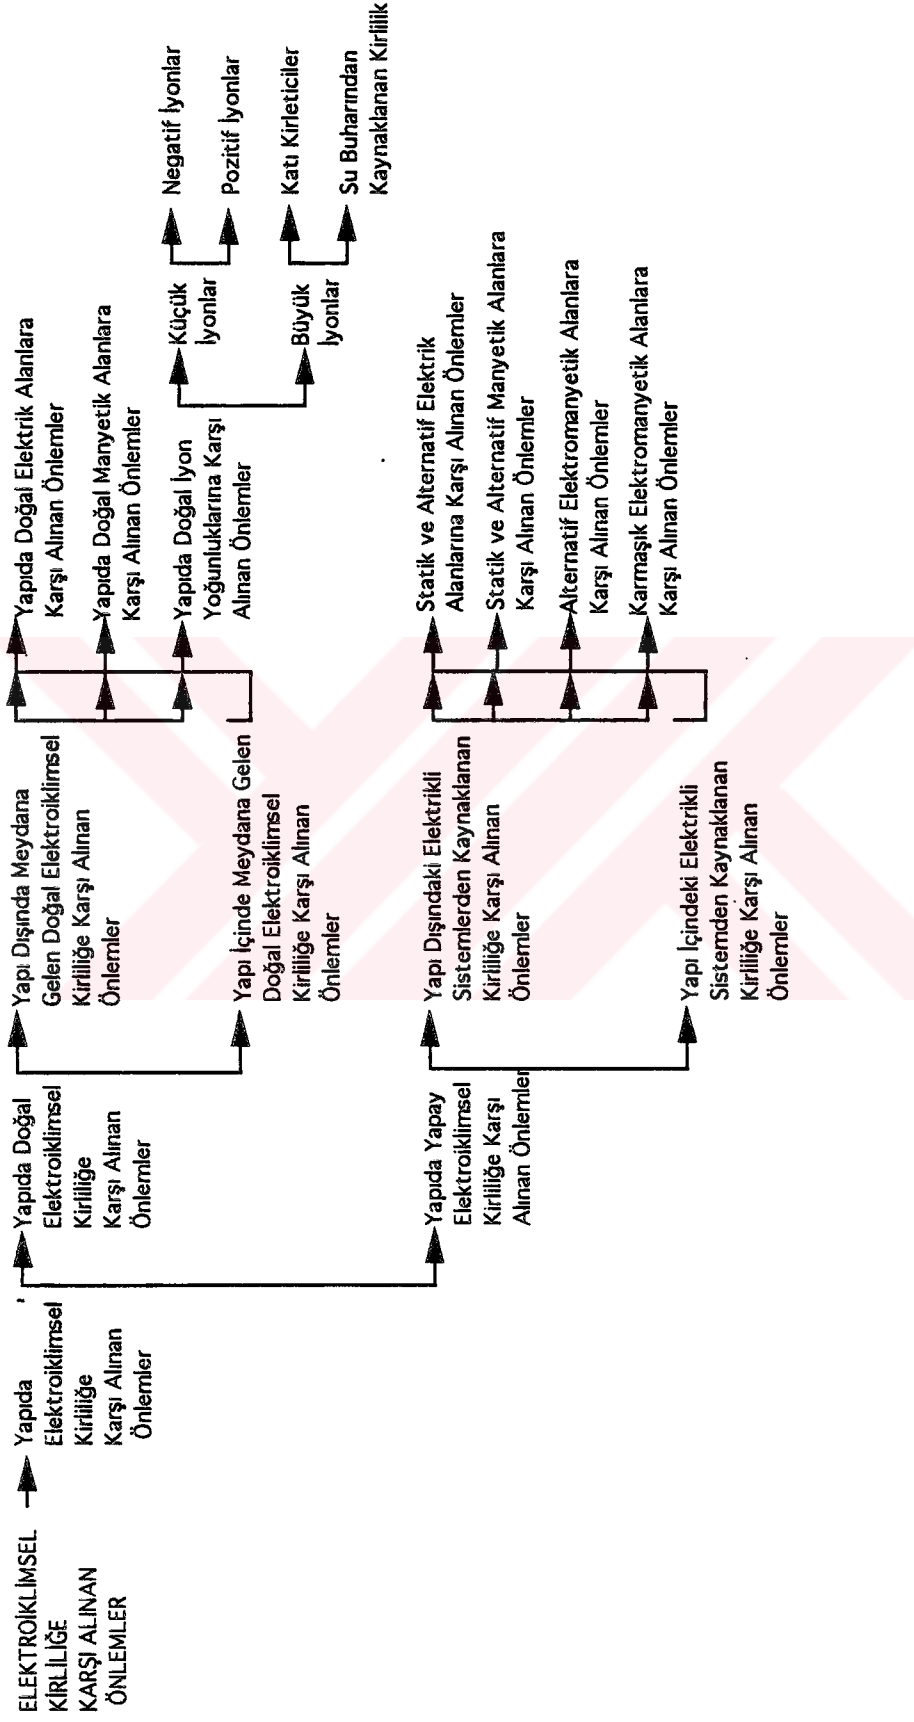 ELEKTROİKLİMSEL
KİRLİLİĞE
KARŞI ALINAN
ÖNLEMLER
Yapıda
Elektroiklimsel
Kirliliğe
Karşı Alınan
Önlemler
Yapıda Doğal
Elektroiklimsel
Kirliliğe
Karşı Alınan
Önlemler
Yapı Dışında Meydana
Gelen Doğal Elektroiklimsel
Kirliliğe Karşı Alınan
Önlemler
Yapı İçinde Meydana Gelen
Doğal Elektroiklimsel
Kirliliğe Karşı Alınan
Önlemler
Yapıda Doğal Elektrik Alanlara
Karşı Alınan Önlemler
Yapıda Doğal Manyetik Alanlara
Karşı Alınan Önlemler
Yapıda Doğal İyon
Yoğunluklarına Karşı
Alınan Önlemler
Küçük
İyonlar
Negatif İyonlar
Pozitif İyonlar
Büyük
İyonlar
Katı Kirleticiler
Su Buharından
Kaynaklanan Kirlilik
Yapıda Yapay
Elektroiklimsel
Kirliliğe Karşı
Alınan Önlemler
Yapı Dışındaki Elektrikli
Sistemlerden Kaynaklanan
Kirliliğe Karşı Alınan
Önlemler
Yapı İçindeki Elektrikli
Sistemden Kaynaklanan
Kirliliğe Karşı Alınan
Önlemler
Statik ve Alternatif Elektrik
Alanlarına Karşı Alınan Önlemler
Statik ve Alternatif Manyetik Alanlara
Karşı Alınan Önlemler
Alternatif Elektromanyetik Alanlara
Karşı Alınan Önlemler
Karmaşık Elektromanyetik Alanlara
Karşı Alınan Önlemler